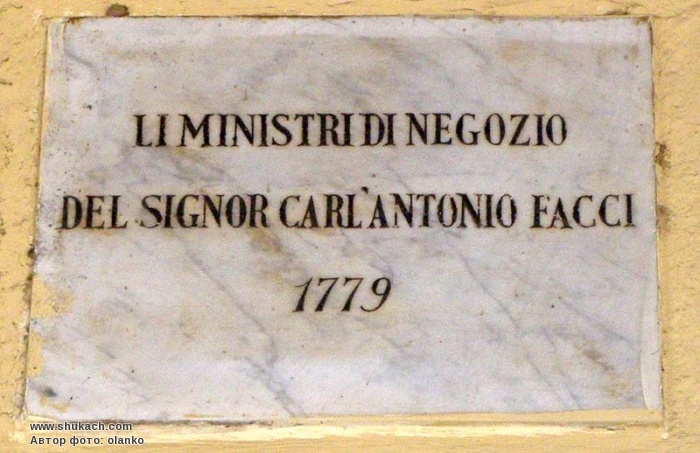 LI MINISTRI DI NEGOZIO
DEL SIGNOR CARL'ANTONIO FACCI
1779
www.shukach.com
Автор фото: olanko